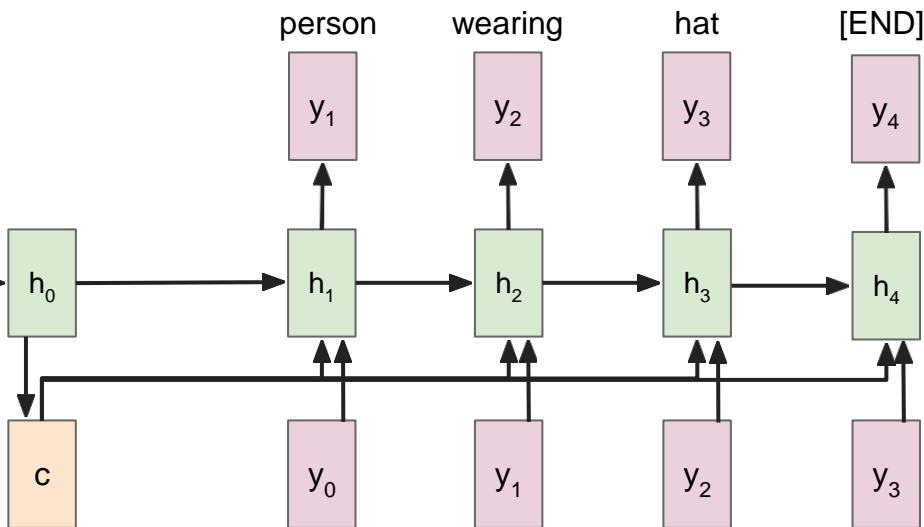 person wearing hat [END]
y₁ y₂ y₃ y₄
h₀ h₁ h₂ h₃ h₄
c y₀ y₁ y₂ y₃